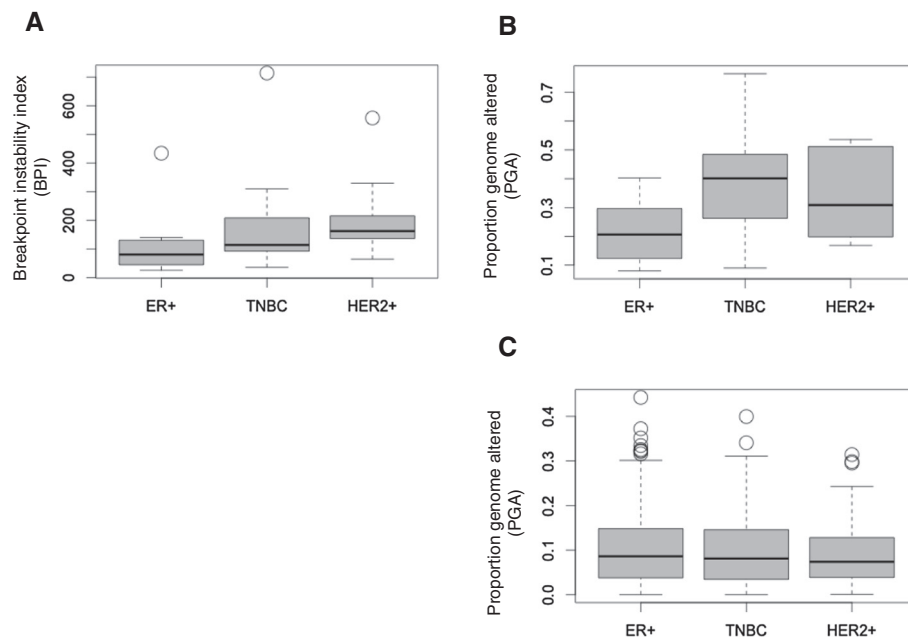 A
Breakpoint instability index
(BPI)
600
400
200
0
ER+ TNBC HER2+
B
Proportion genome altered
(PGA)
0.7
0.5
0.3
0.1
ER+ TNBC HER2+
C
Proportion genome altered
(PGA)
0.4
0.3
0.2
0.1
0.0
ER+ TNBC HER2+